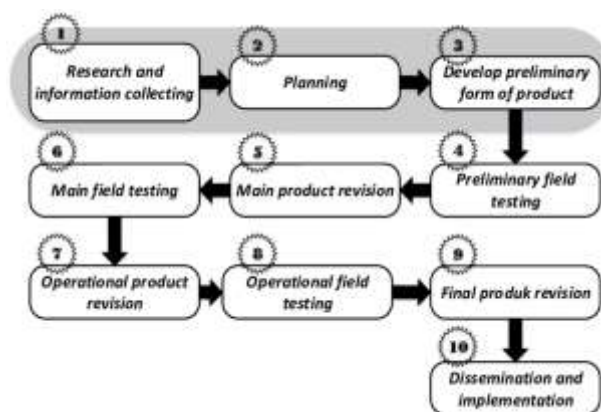 1
Research and
information collecting
2
Planning
3
Develop preliminary
form of product
4
Preliminary field
testing
5
Main product revision
6
Main field testing
7
Operational product
revision
8
Operational field
testing
9
Final produk revision
10
Dissemination and
implementation